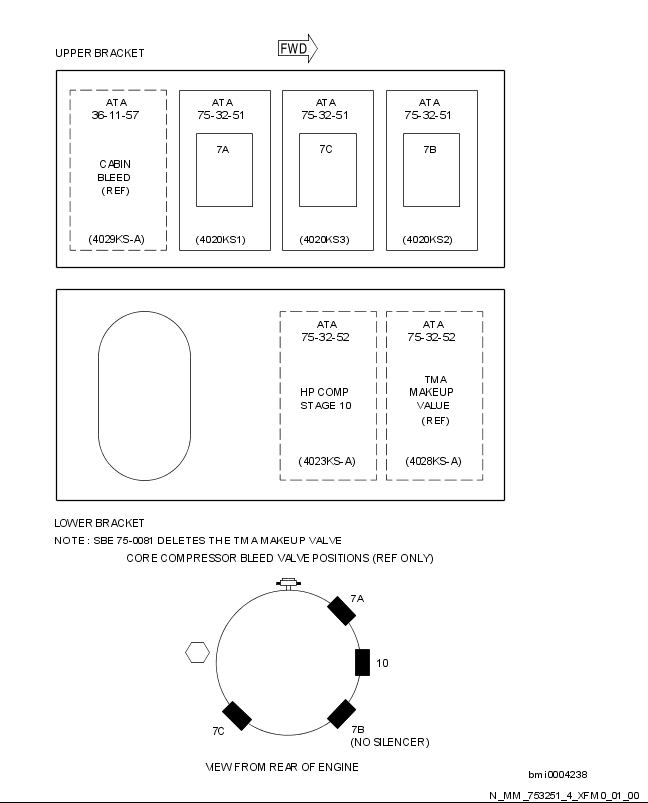 UPPER BRACKET
FWD
ATA
36-11-57
CABIN
BLEED
(REF)
(4029KS-A)
ATA
75-32-51
7A
(4020KS1)
ATA
75-32-51
7C
(4020KS3)
ATA
75-32-51
7B
(4020KS2)
ATA
75-32-52
HP COMP
STAGE 10
(4023KS-A)
ATA
75-32-52
TMA
MAKEUP
VALUE
(REF)
(4028KS-A)
LOWER BRACKET
NOTE : SBE 75-0081 DELETES THE TMA MAKEUP VALVE
CORE COMPRESSOR BLEED VALVE POSITIONS (REF ONLY)
7A
10
7C
7B
(NO SILENCER)
VIEW FROM REAR OF ENGINE
bmi0004238
N_MM_753251_4_XFM0_01_00